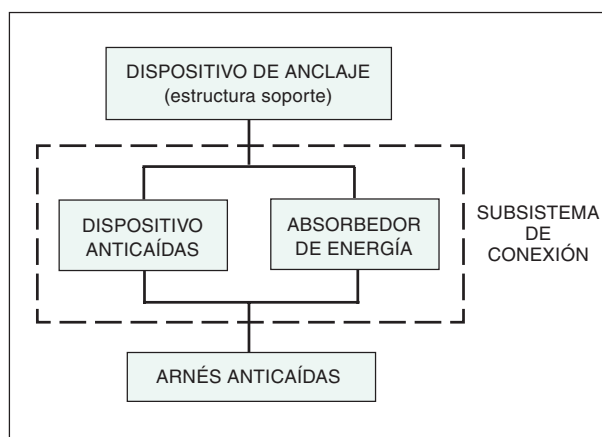 DISPOSITIVO DE ANCLAJE
(estructura soporte)
DISPOSITIVO
ANTICAÍDAS
ABSORBEDOR
DE ENERGÍA
SUBSISTEMA
DE
CONEXIÓN
ARNÉS ANTICAÍDAS